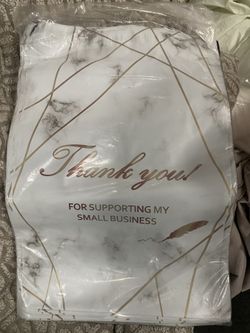 Thank you!
FOR SUPPORTING MY
SMALL BUSINESS